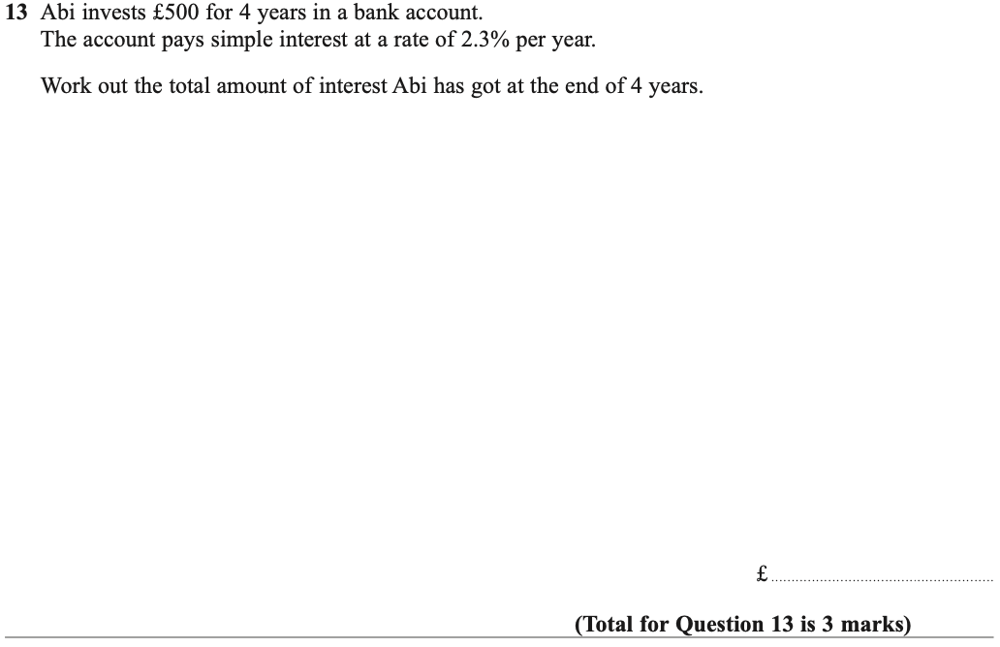 13 Abi invests £500 for 4 years in a bank account.
The account pays simple interest at a rate of 2.3% per year.
Work out the total amount of interest Abi has got at the end of 4 years.
£ ..........................................................
(Total for Question 13 is 3 marks)